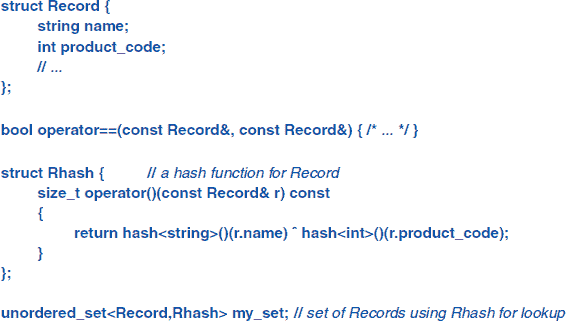 struct Record {
string name;
int product_code;
// ...
};
bool operator==(const Record&, const Record&) { /* ... */ }
struct Rhash { // a hash function for Record
size_t operator()(const Record& r) const
{
return hash<string>()(r.name) ^ hash<int>()(r.product_code);
}
};
unordered_set<Record,Rhash> my_set; // set of Records using Rhash for lookup